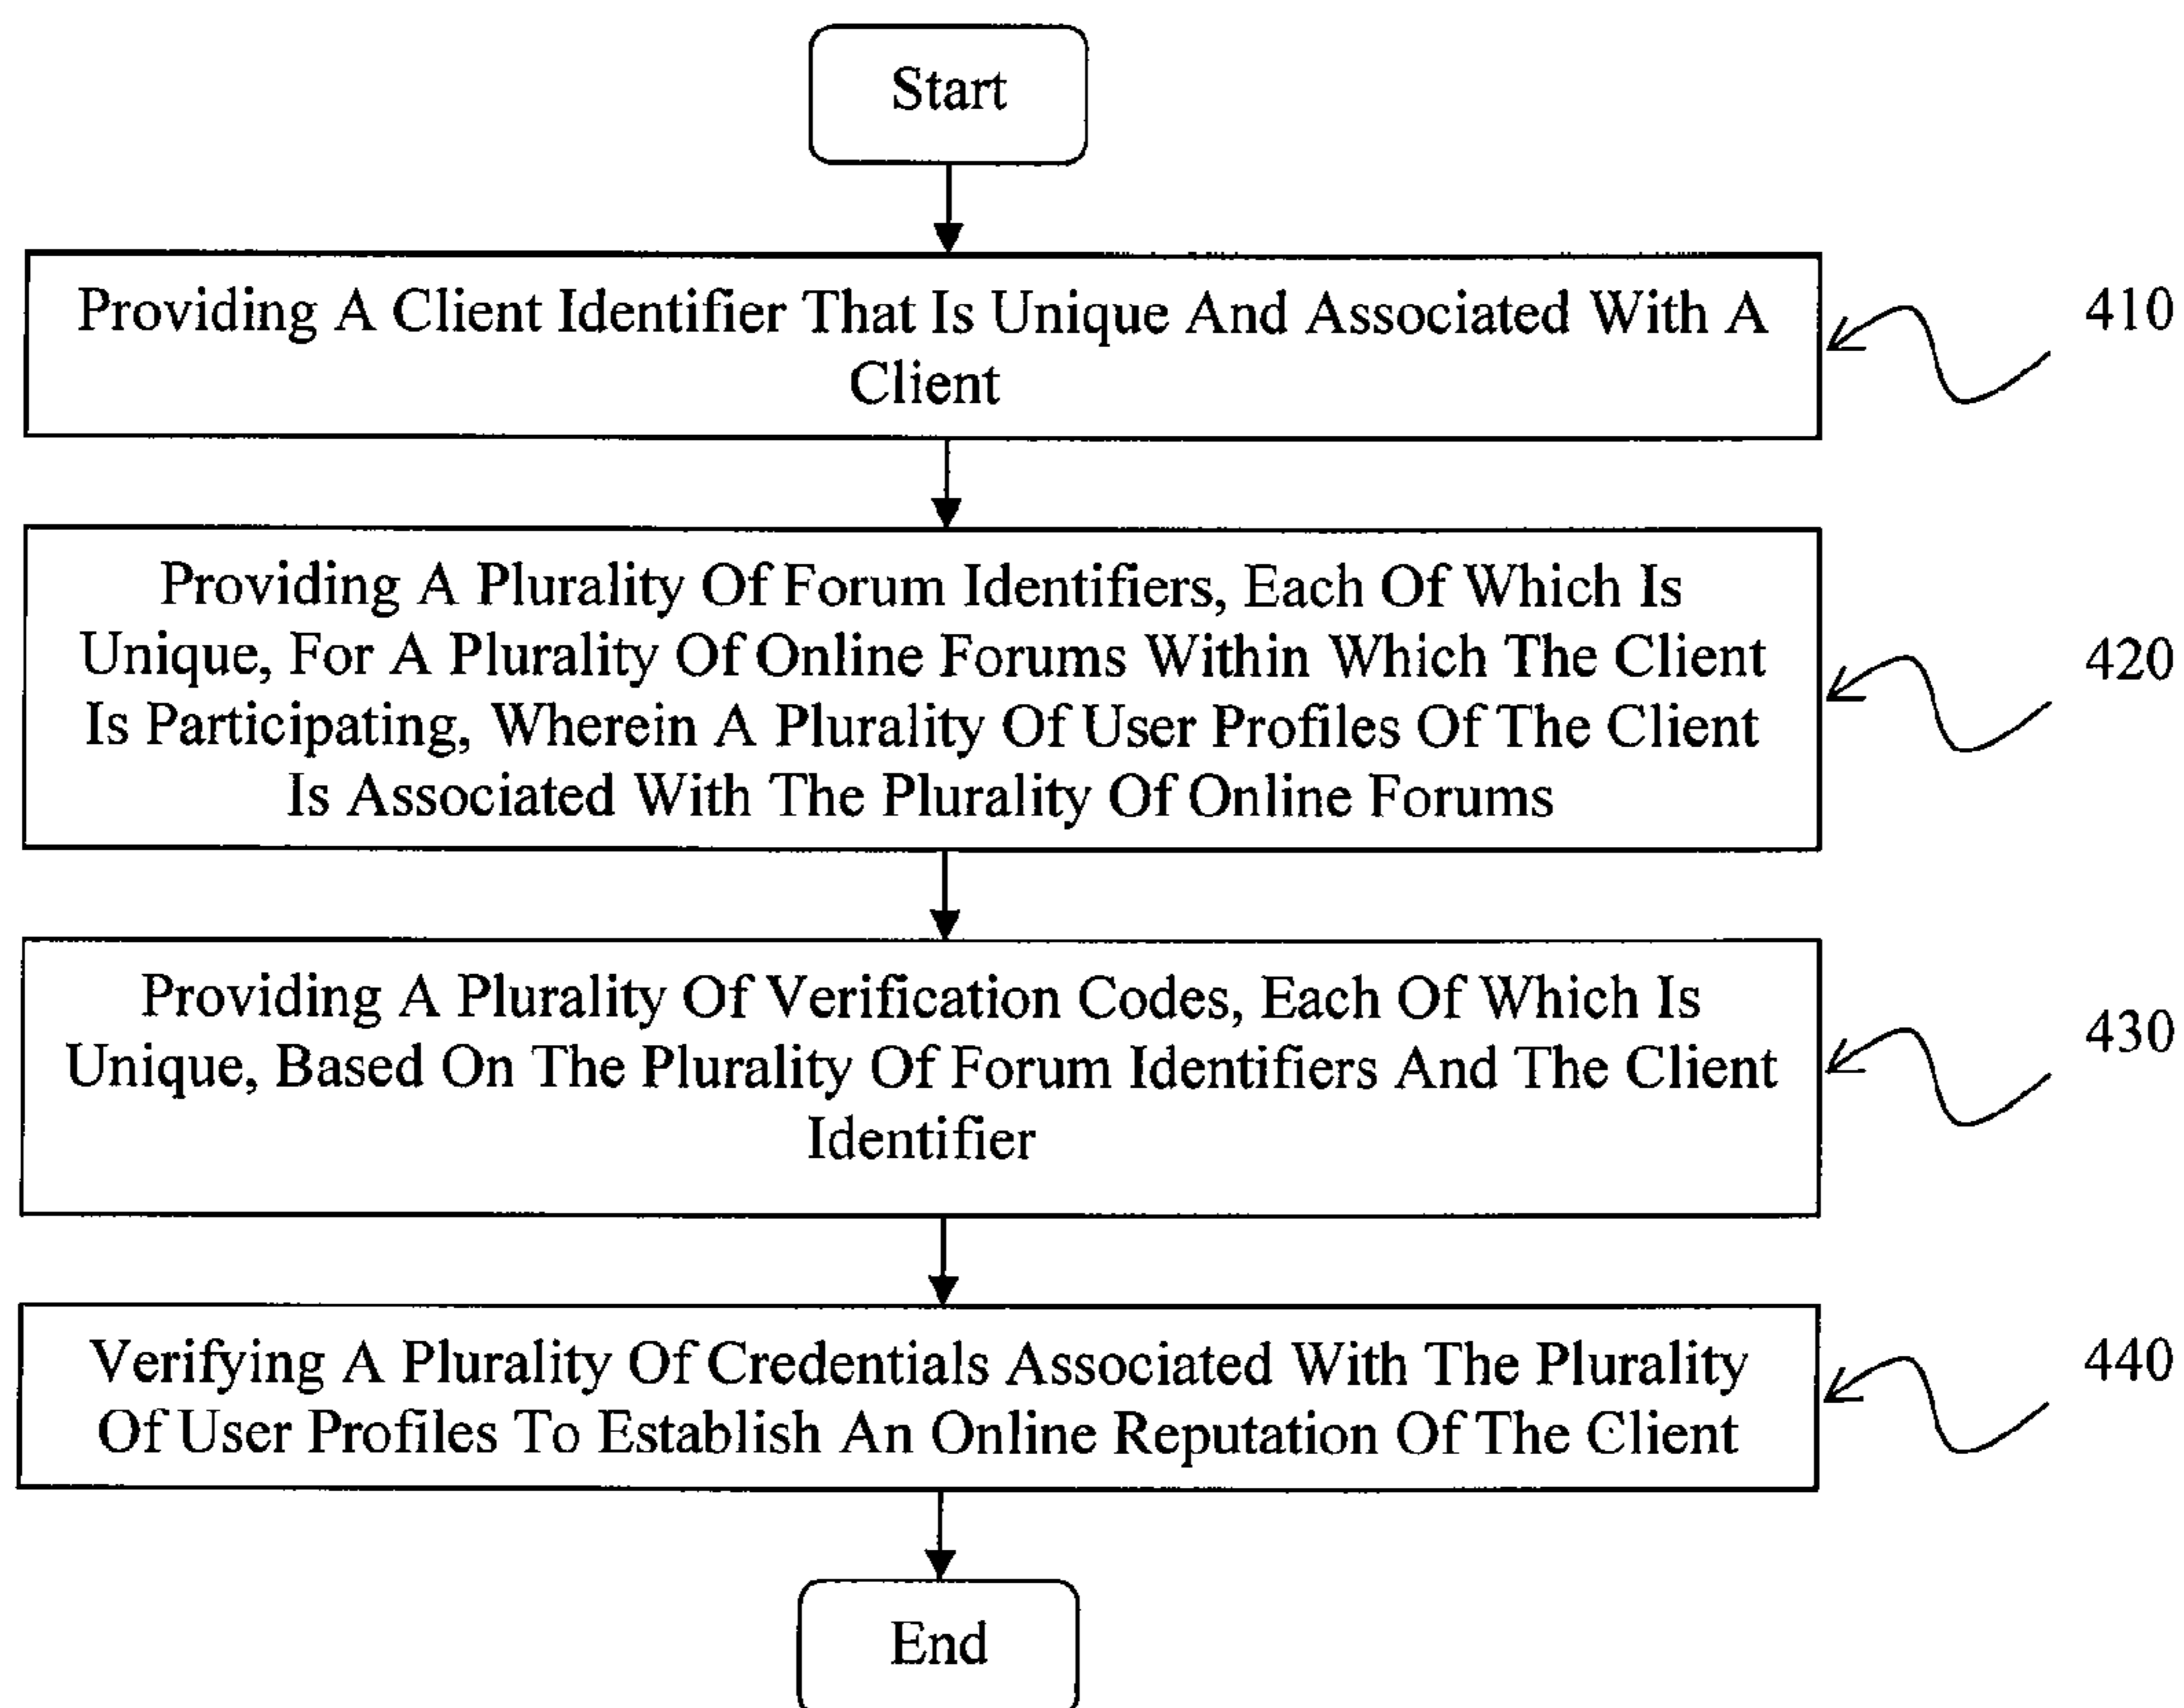 Start
Providing A Client Identifier That Is Unique And Associated With A
Client
410
Providing A Plurality Of Forum Identifiers, Each Of Which Is
Unique, For A Plurality Of Online Forums Within Which The Client
Is Participating, Wherein A Plurality Of User Profiles Of The Client
Is Associated With The Plurality Of Online Forums
420
Providing A Plurality Of Verification Codes, Each Of Which Is
Unique, Based On The Plurality Of Forum Identifiers And The Client
Identifier
430
Verifying A Plurality Of Credentials Associated With The Plurality
Of User Profiles To Establish An Online Reputation Of The Client
440
End